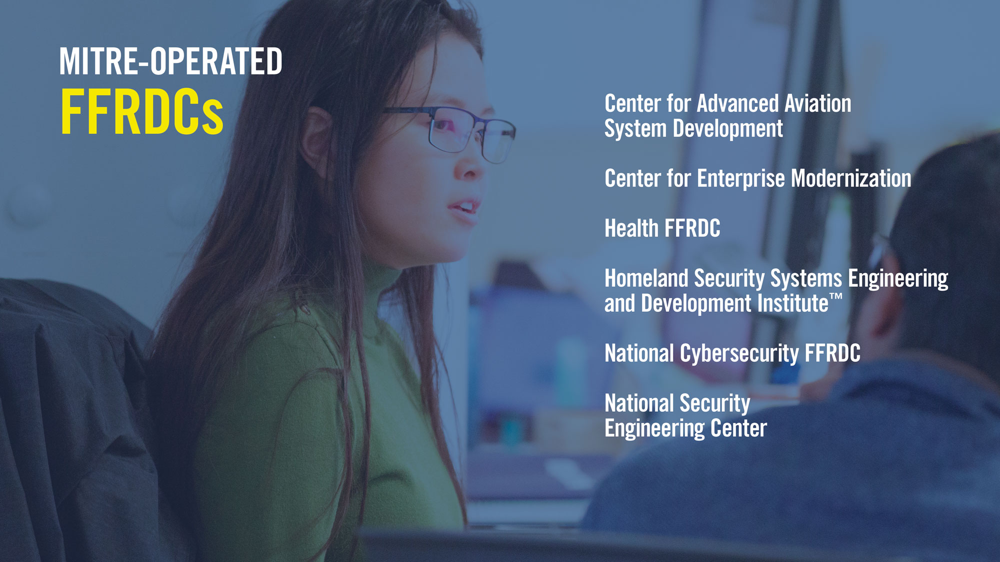 MITRE-OPERATED
FFRDCs
Center for Advanced Aviation
System Development
Center for Enterprise Modernization
Health FFRDC
Homeland Security Systems Engineering
and Development Institute™
National Cybersecurity FFRDC
National Security
Engineering Center